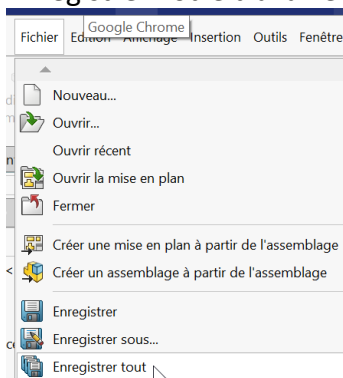 Google Chrome
Fichier Insertion Outils Fenêtre
Nouveau...
Ouvrir...
Ouvrir récent
Ouvrir la mise en plan
Fermer
Créer une mise en plan à partir de l'assemblage
Créer un assemblage à partir de l'assemblage
Enregistrer
Enregistrer sous...
Enregistrer tout